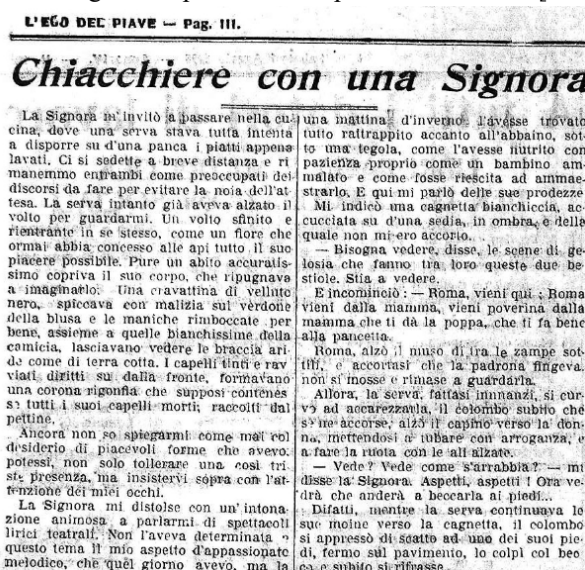 L'EGO DEL PIAVE — Pag. III.
Chiacchiere con una Signora
La Signora m'invitò a passare nella cu-
cina, dove una serva stava tutta intenta
a disporre su d'una panca i piatti appena
lavati. Ci si sedette a breve distanza e ri
manemmo entrambi come preoccupati dei
discorsi da fare per evitare la noia dell'at-
tesa. La serva intanto già aveva alzato il
volto per guardarmi. Un volto sfinito e
rientrante in se stesso, come un fiore che
ormai abbia concesso alle api tutto il suo
piacere possibile. Pure un abito accuratis-
simo copriva il suo corpo, che ripugnava
a imaginarlo. Una cravattina di velluto
nero, spiccava con malizia sul verdone
della blusa e le maniche rimboccate per
bene, assieme a quelle bianchissime della
camicia, lasciavano vedere le braccia ari-
de come di terra cotta. I capelli tinti e rav
viati diritti su dalla fronte, formavano
una corona rigonfia che supposi contenes
se tutti i suoi capelli morti, raccolti dal
pettine.
Ancora non so spiegarmi come mai col
desiderio di piacevoli forme che avevo,
potessi, non solo tollerare una così tri
ste presenza, ma insistervi sopra con l'at-
tenzione dei miei occhi.
La Signora mi distolse con un' intona-
zione animosa a parlarmi di spettacoli
lirici teatrali. Non l'aveva determinata a
questo tema il mio aspetto d'appassionato
melodico, che quel giorno avevo, ma la
una mattina d'inverno l'avesse trovato
tutto rattrappito accanto all'abbaino, sot-
to una tegola, come l'avesse nutrito con
pazienza proprio come un bambino am-
malato e come fosse riescita ad ammae-
strarlo. E qui mi parlò delle sue prodezze
Mi indicò una cagnetta bianchiccia, ac-
cucciata su d'una sedia, in ombra, e della
quale non mi ero accorto.
— Bisogna vedere, disse, le scene di ge-
losia che fanno tra loro queste due be-
stiole. Stia a vedere.
E incominciò : — Roma, vieni qui ; Roma
vieni dalla mamma, vieni poverina dalla
mamma che ti dà la poppa, che ti fa bene
alla pancetta.
Roma, alzò il muso di tra le zampe sot-
tili, e accortasi che la padrona fingeva,
non si mosse e rimase a guardarla.
Allora, la serva, fattasi innnanzi, si cur-
vò ad accarezzarla, il colombo subito che
se ne accorse, alzò il capino verso la don-
na, mettendosi a tubare con arroganza, e
a fare la ruota con le ali alzate.
— Vede ? Vede come s'arrabbia ? — mi
disse la Signora. Aspetti, aspetti ! Ora ve-
drà che anderà a beccarla ai piedi...
Difatti, mentre la serva continuava le
sue moine verso la cagnetta, il colombo
si appressò di scatto ad uno dei suoi pie-
di, fermo sul pavimento, lo colpì col bec-
co e subito si ritrasse.